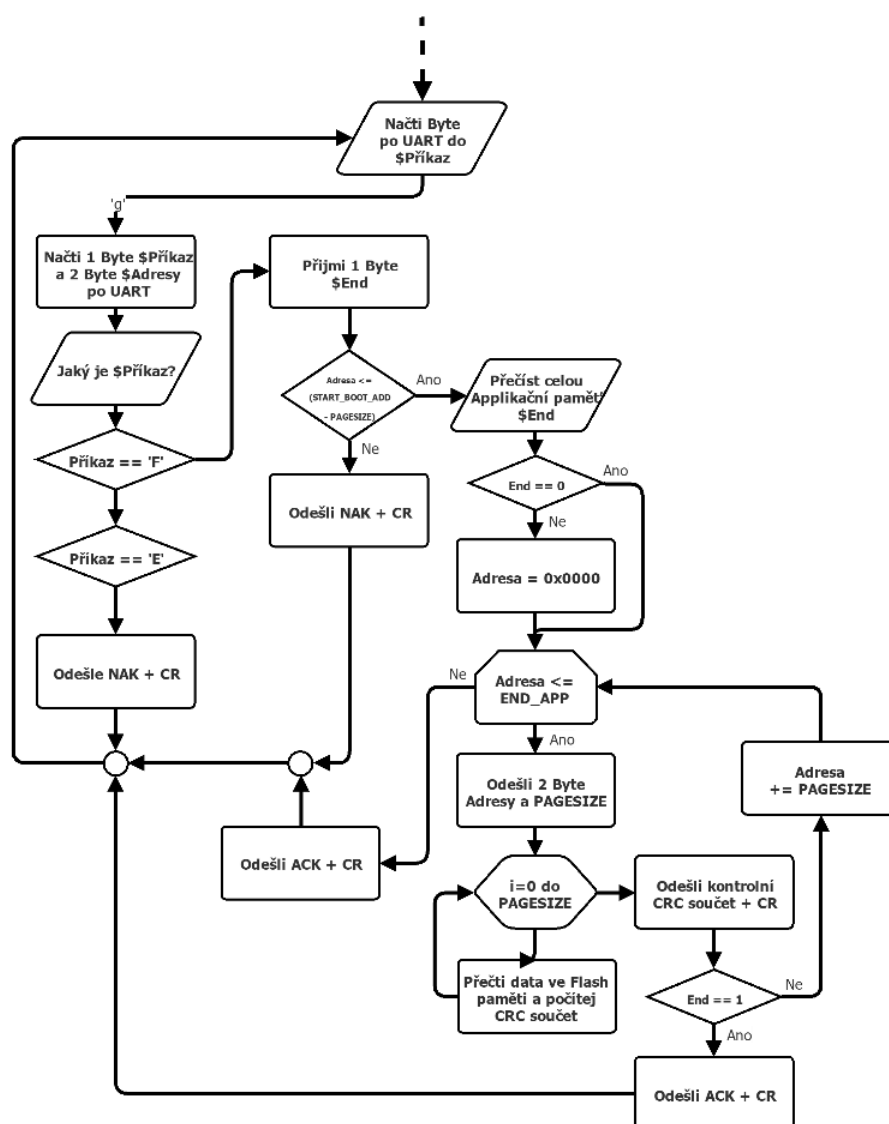 Načti Byte
po UART do
$Příkaz
'g'
Načti 1 Byte $Příkaz
a 2 Byte $Adresy
po UART
Přijmi 1 Byte
$End
Jaký je $Příkaz?
Adresa <=
(START_BOOT_ADD
- PAGESIZE)
Ano
Přečíst celou
Applikační paměť
$End
Ne
Příkaz == 'F'
End == 0
Ano
Odešli NAK + CR
Ne
Příkaz == 'E'
Adresa = 0x0000
Odešle NAK + CR
Ne
Adresa <=
END_APP
Ano
Odešli 2 Byte
Adresy a PAGESIZE
Adresa
+= PAGESIZE
Odešli ACK + CR
i=0 do
PAGESIZE
Odešli kontrolní
CRC součet + CR
Přečti data ve Flash
paměti a počítej
CRC součet
End == 1
Ne
Ano
Odešli ACK + CR